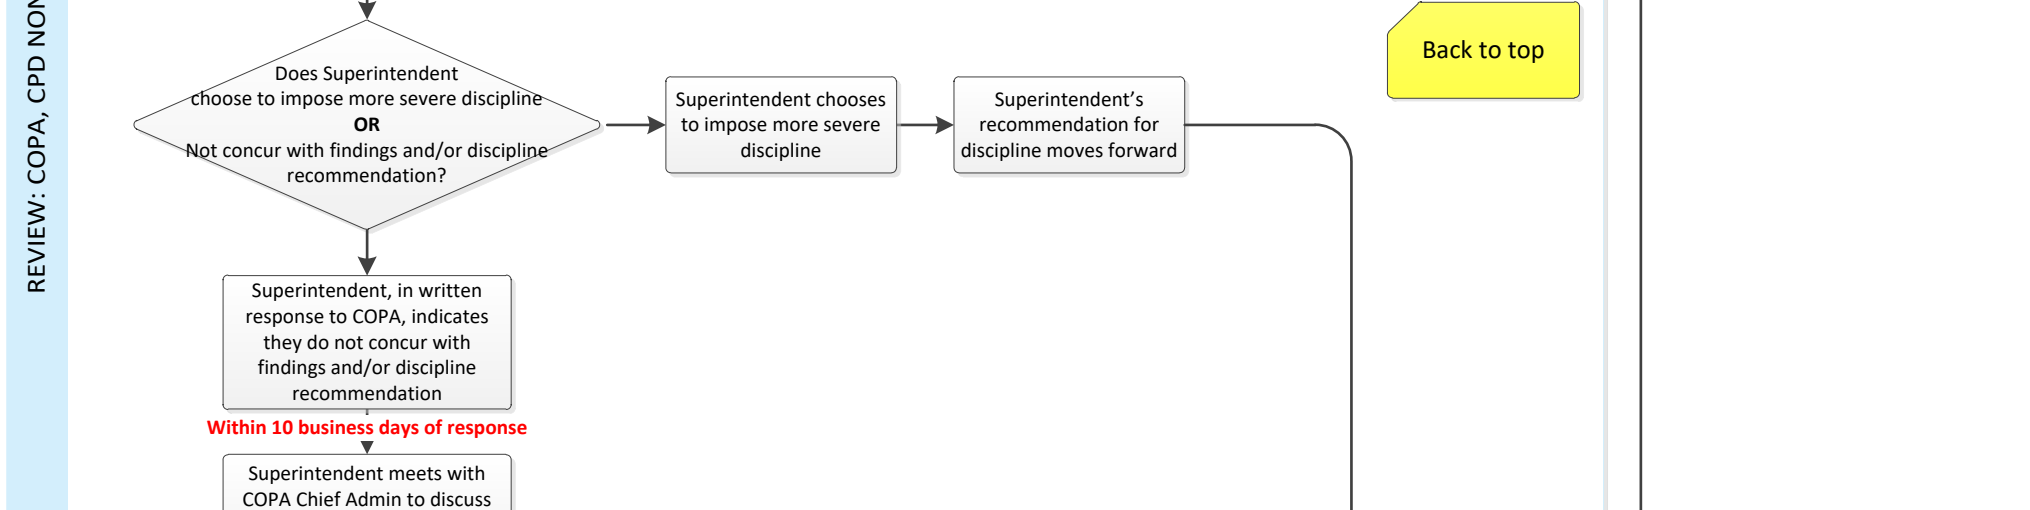 REVIEW: COPA, CPD NON
Does Superintendent
choose to impose more severe discipline
OR
Not concur with findings and/or discipline
recommendation?
Superintendent chooses
to impose more severe
discipline
Superintendent’s
recommendation for
discipline moves forward
Back to top
Superintendent, in written
response to COPA, indicates
they do not concur with
findings and/or discipline
recommendation
Within 10 business days of response
Superintendent meets with
COPA Chief Admin to discuss